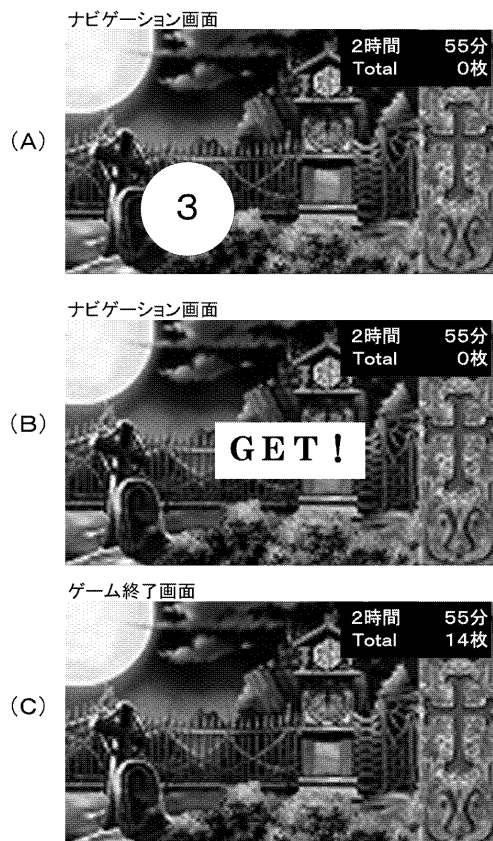 ナビゲーション画面
(A)
2時間 55分
Total 0枚
3
ナビゲーション画面
(B)
2時間 55分
Total 0枚
GET!
ゲーム終了画面
(C)
2時間 55分
Total 14枚